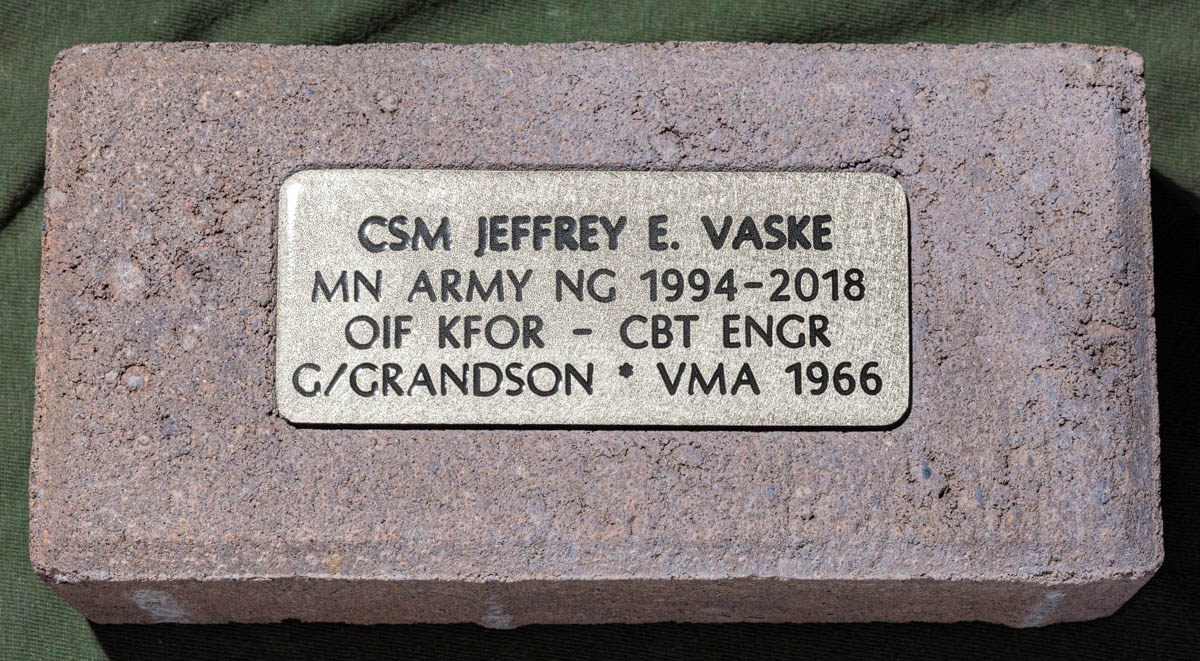 CSM JEFFREY E. VASKE
MN ARMY NG 1994-2018
OIF KFOR - CBT ENGR
G/GRANDSON * VMA 1966